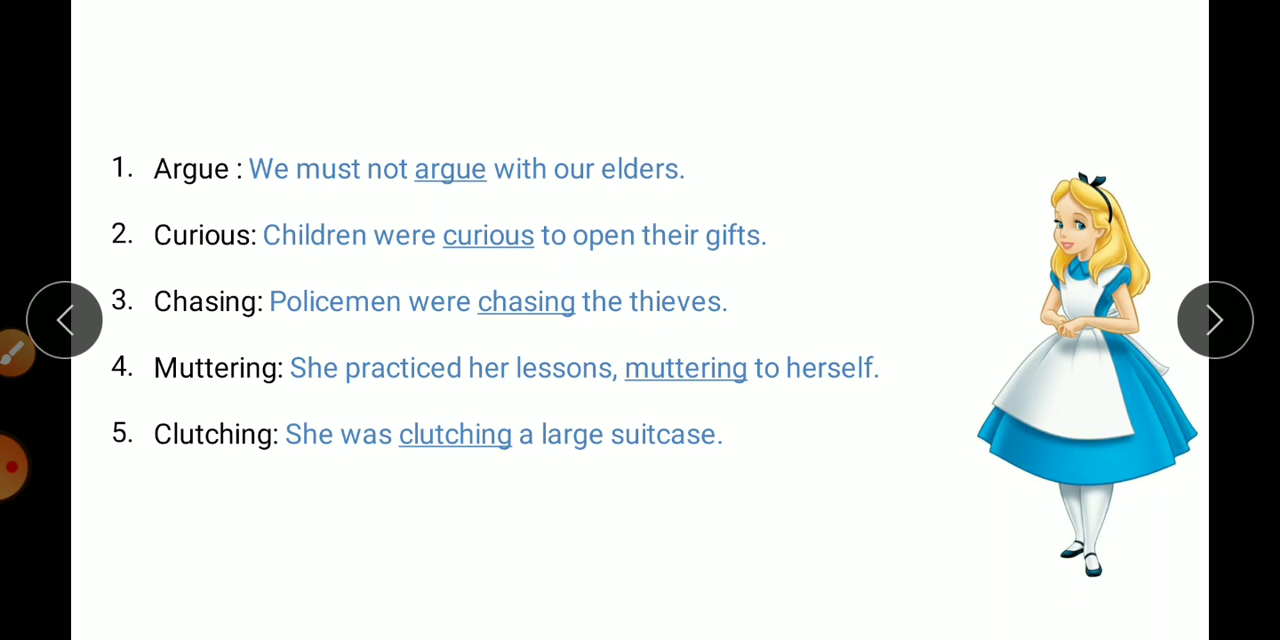 1. Argue : We must not argue with our elders.
2. Curious: Children were curious to open their gifts.
3. Chasing: Policemen were chasing the thieves.
4. Muttering: She practiced her lessons, muttering to herself.
5. Clutching: She was clutching a large suitcase.